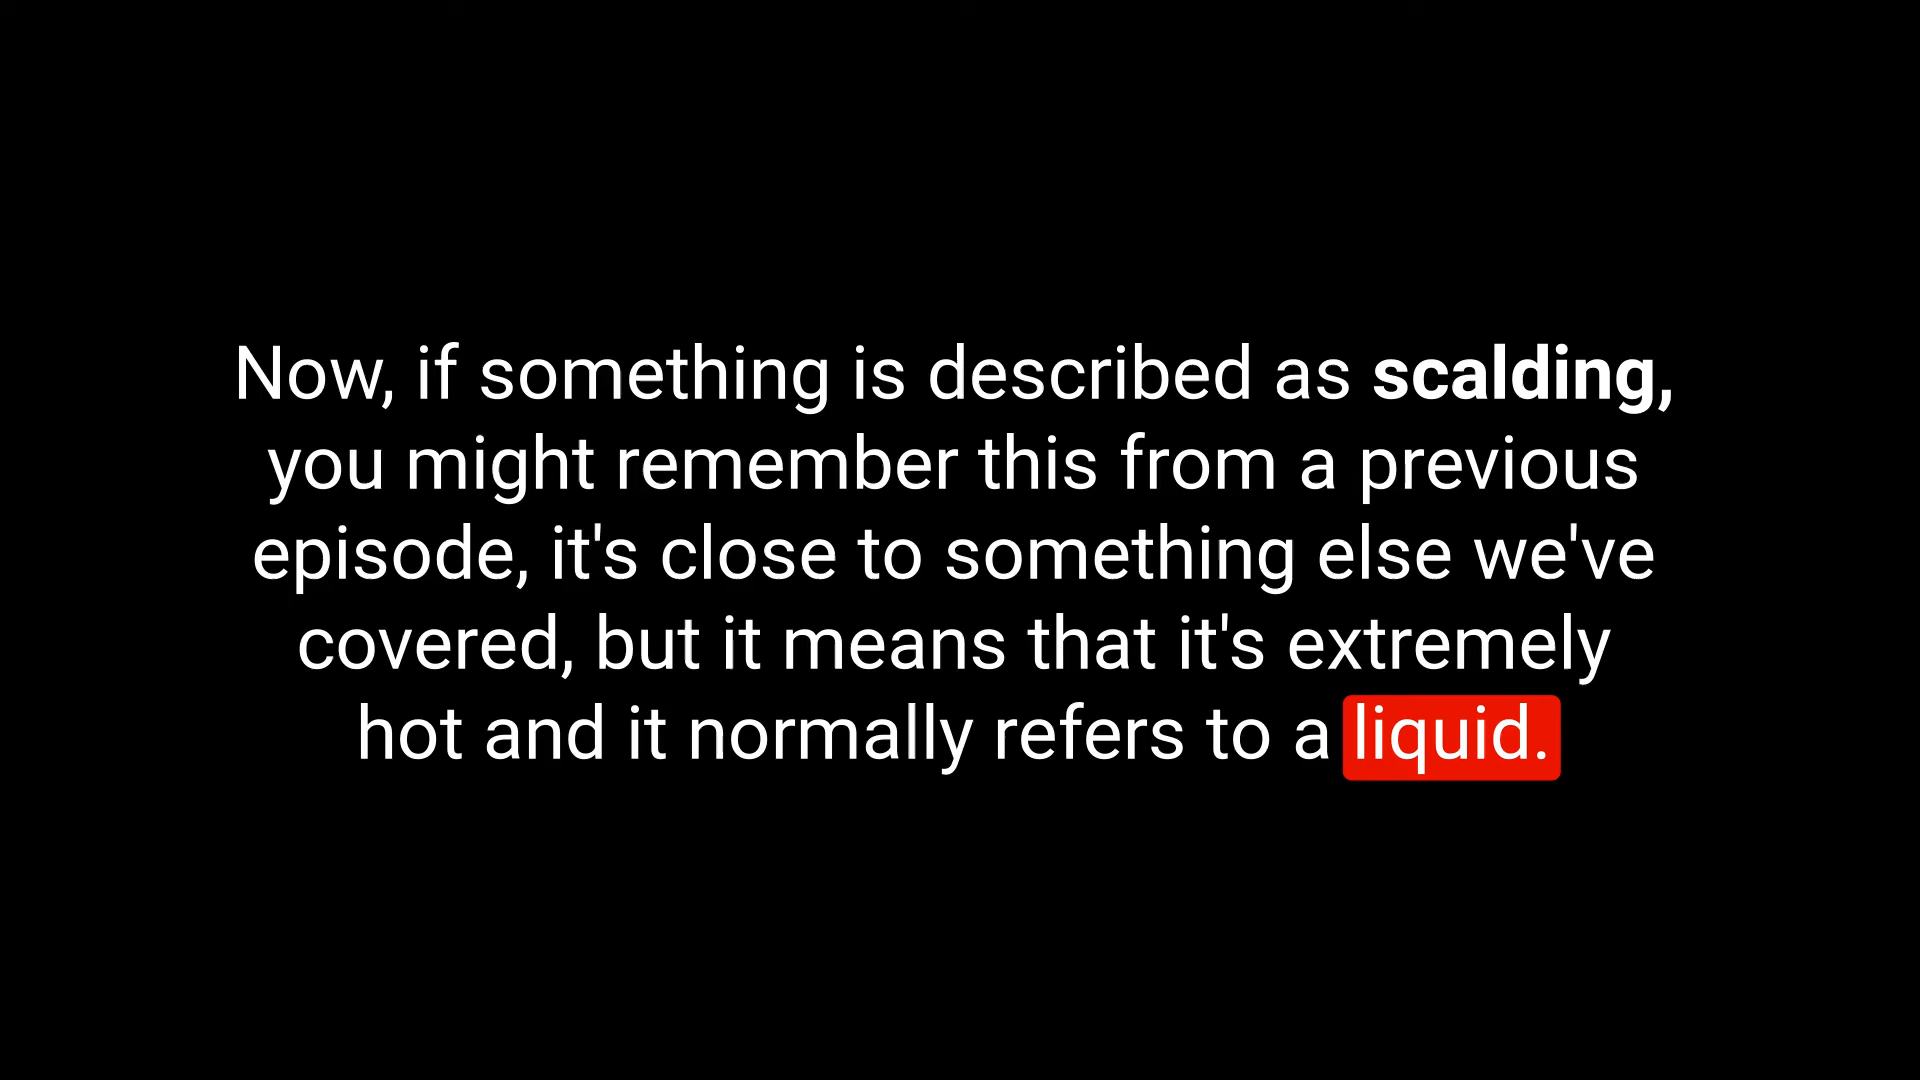 Now, if something is described as scalding,
you might remember this from a previous
episode, it's close to something else we've
covered, but it means that it's extremely
hot and it normally refers to a liquid.